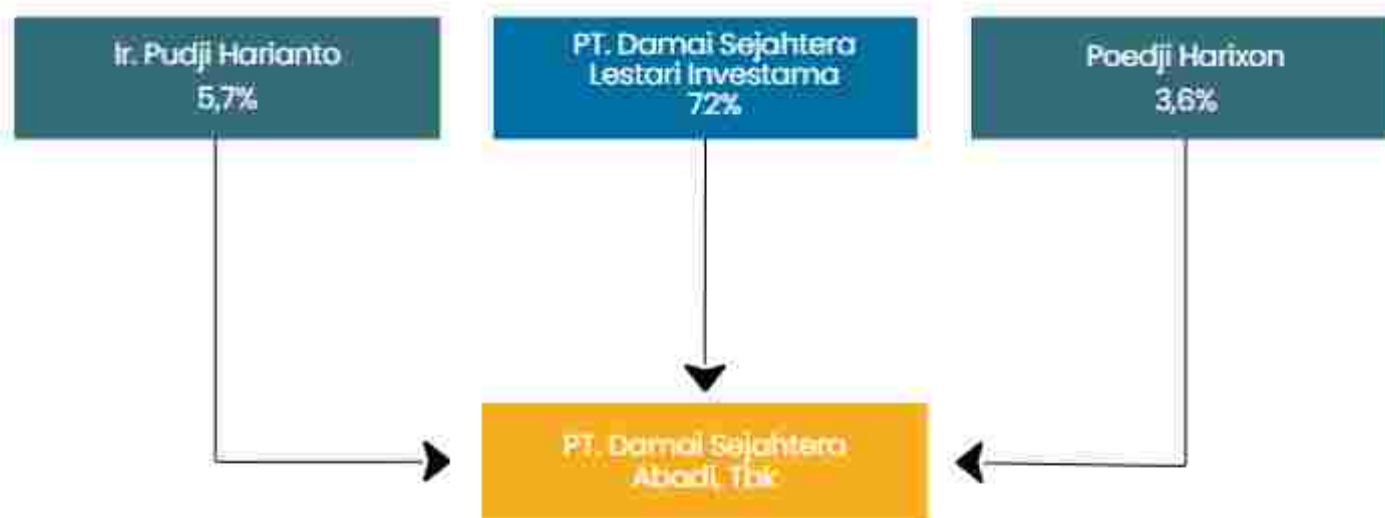 Ir. Pudji Harianto
5,7%
PT. Damai Sejahtera
Lestari Investama
72%
Poedji Harixon
3,6%
PT. Damai Sejahtera
Abadi, Tbk